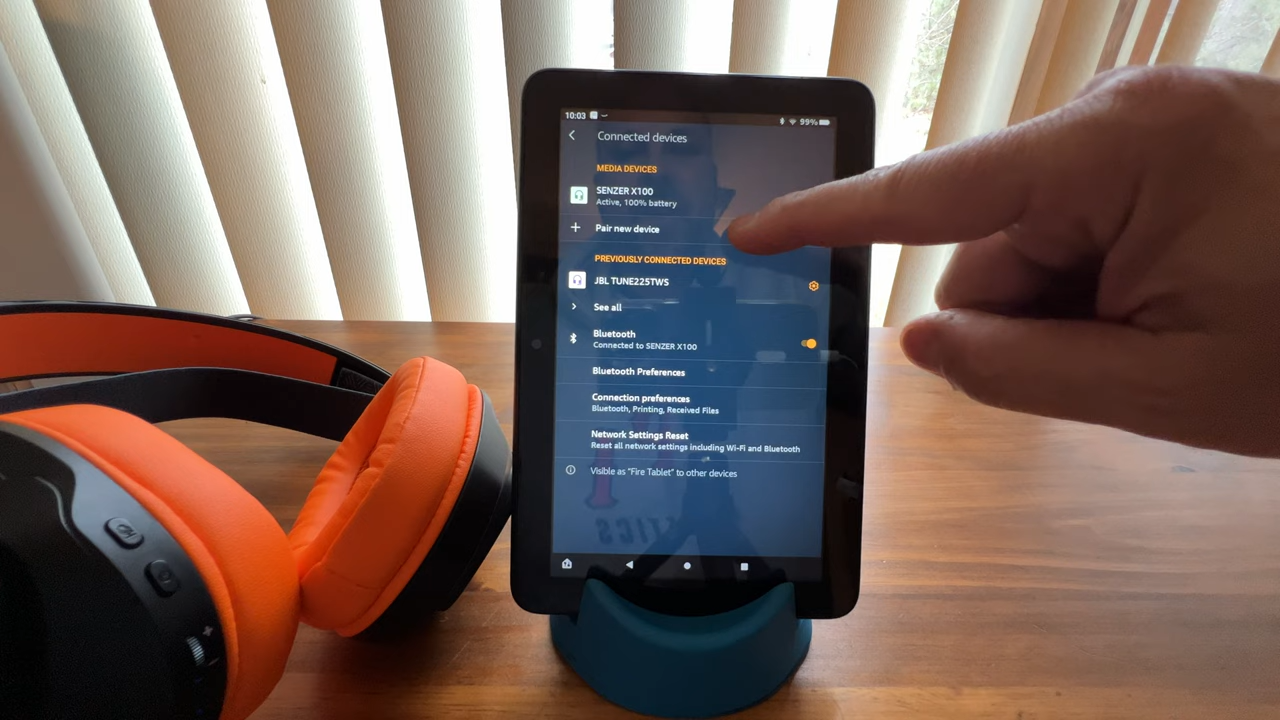 10:03 99%
Connected devices
MEDIA DEVICES
SENZER X100
Active, 100% battery
Pair new device
PREVIOUSLY CONNECTED DEVICES
JBL TUNE225TWS
See all
Bluetooth
Connected to SENZER X100
Bluetooth Preferences
Connection preferences
Bluetooth, Printing, Received Files
Network Settings Reset
Reset all network settings including Wi-Fi and Bluetooth
Visible as "Fire Tablet" to other devices